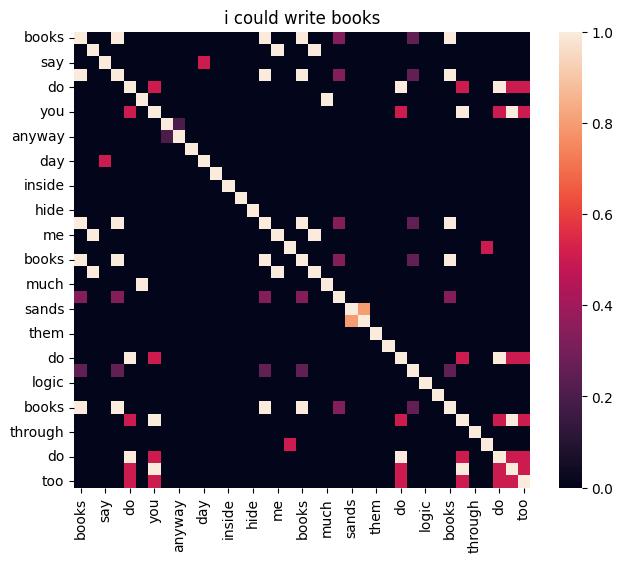 i could write books
books
say
do
you
anyway
day
inside
hide
me
books
much
sands
them
do
logic
books
through
do
too
1.0
0.8
0.6
0.4
0.2
0.0
books
say
do
you
anyway
day
inside
hide
me
books
much
sands
them
do
logic
books
through
do
too